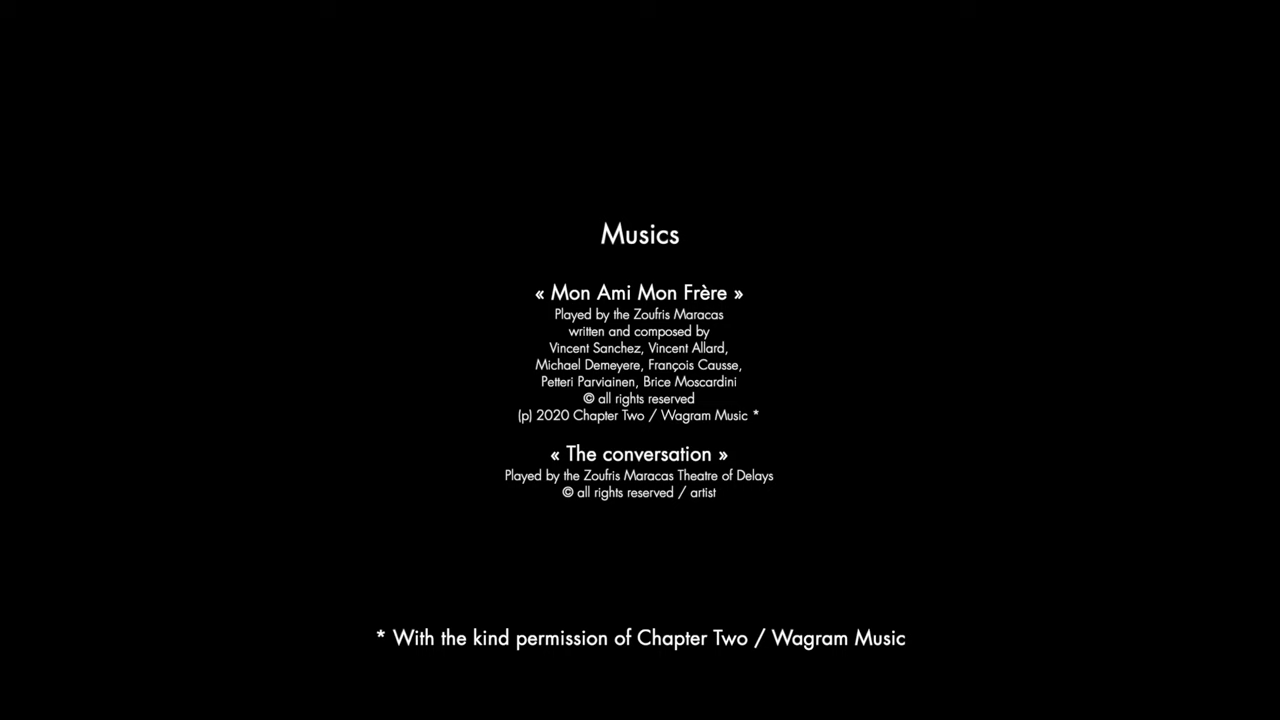 Musics
« Mon Ami Mon Frère »
Played by the Zoufris Maracas
written and composed by
Vincent Sanchez, Vincent Allard,
Michael Demeyere, François Causse,
Petteri Parviainen, Brice Moscardini
© all rights reserved
(p) 2020 Chapter Two / Wagram Music *
« The conversation »
Played by the Zoufris Maracas Theatre of Delays
© all rights reserved / artist
* With the kind permission of Chapter Two / Wagram Music